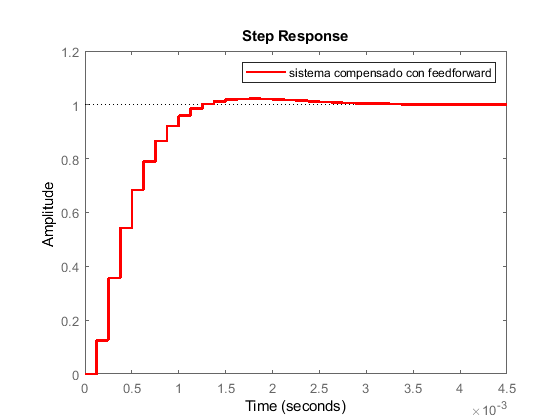 Step Response
sistema compensado con feedforward
Amplitude
1.2
1
0.8
0.6
0.4
0.2
0
0 0.5 1 1.5 2 2.5 3 3.5 4 4.5
Time (seconds)
×10⁻³